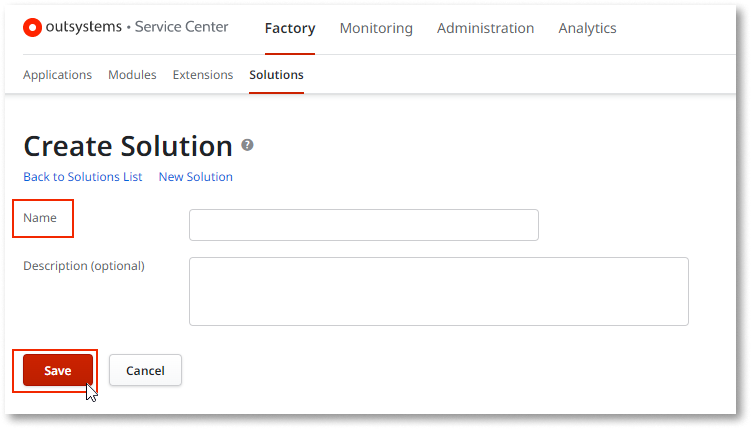 outsystems • Service Center Factory Monitoring Administration Analytics
Applications Modules Extensions Solutions
Create Solution ?
Back to Solutions List New Solution
Name
Description (optional)
Save Cancel